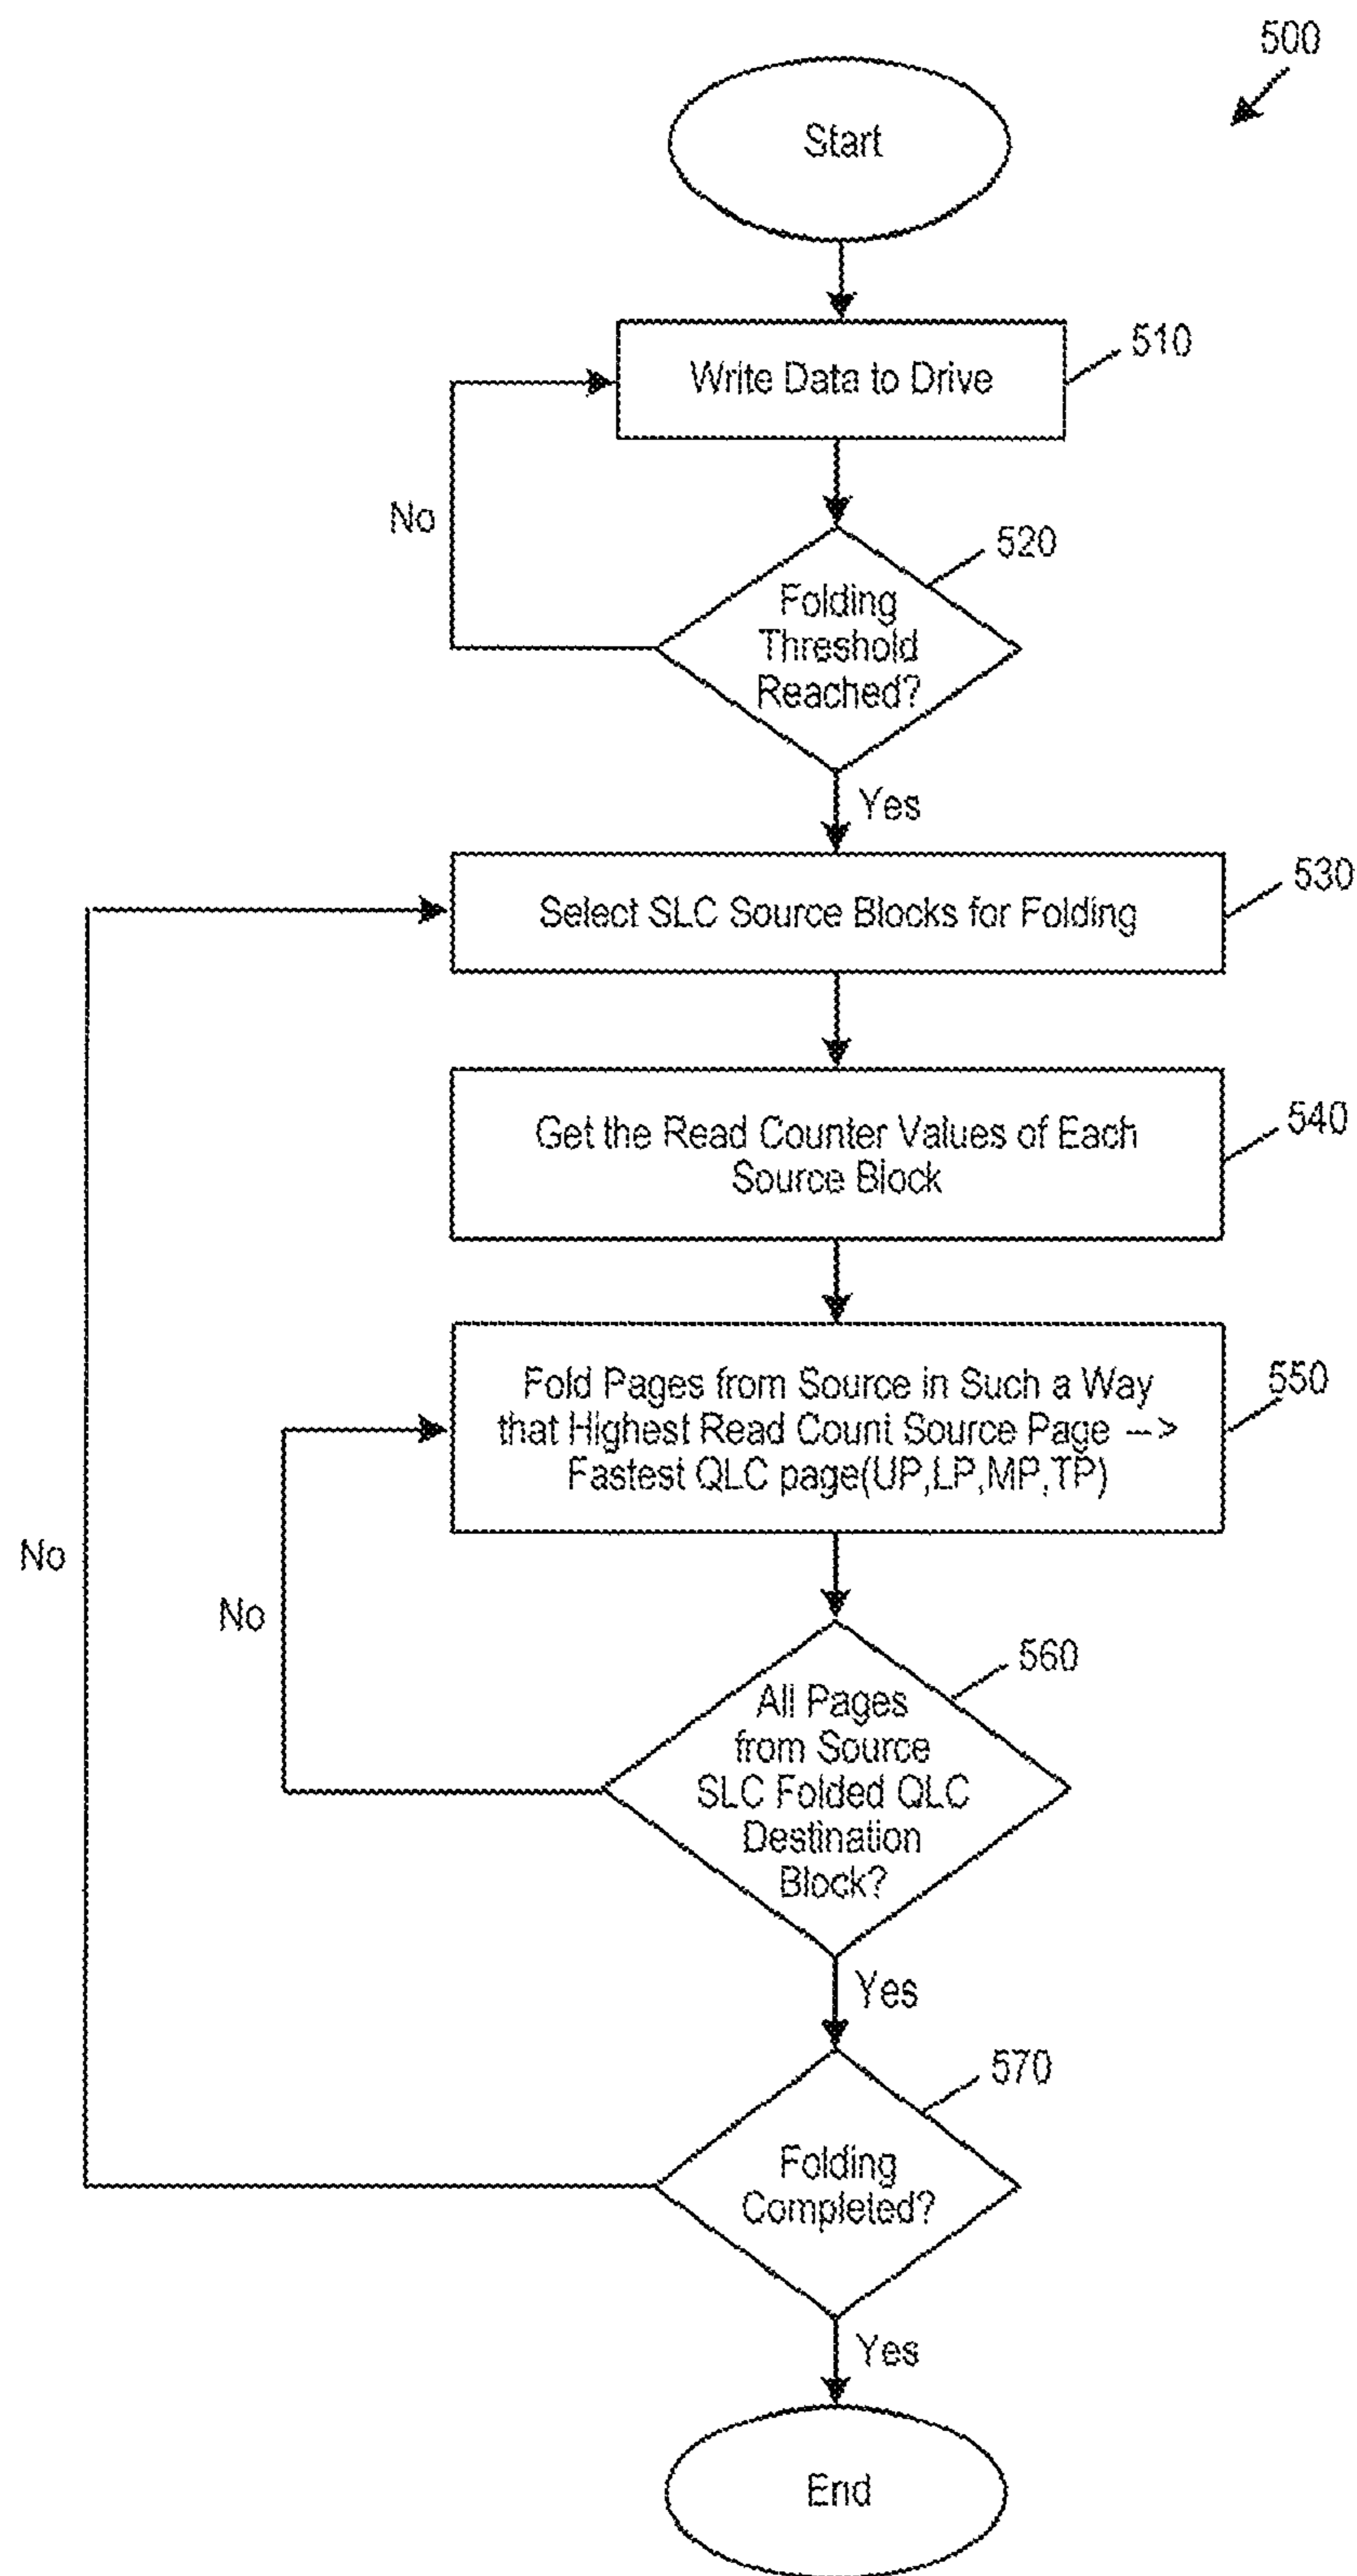 500
Start
Write Data to Drive
510
No
520
Folding
Threshold
Reached?
Yes
530
Select SLC Source Blocks for Folding
Get the Read Counter Values of Each
Source Block
540
Fold Pages from Source in Such a Way
that Highest Read Count Source Page -->
Fastest QLC page(UP,LP,MP,TP)
550
No
No
560
All Pages
from Source
SLC Folded QLC
Destination
Block?
Yes
570
Folding
Completed?
Yes
End